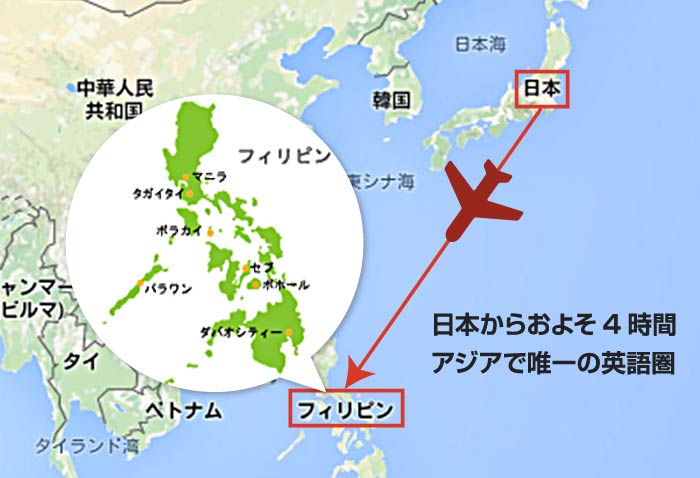 日本海
中華人民
共和国
韓国
日本
フィリピン
マニラ
タガイタイ
東シナ海
ボラカイ
セブ
ボホール
パラワン
ャンマー
ビルマ)
ダバオシティー
日本からおよそ4時間
アジアで唯一の英語圏
タイ
ベトナム
フィリピン
タイランド湾